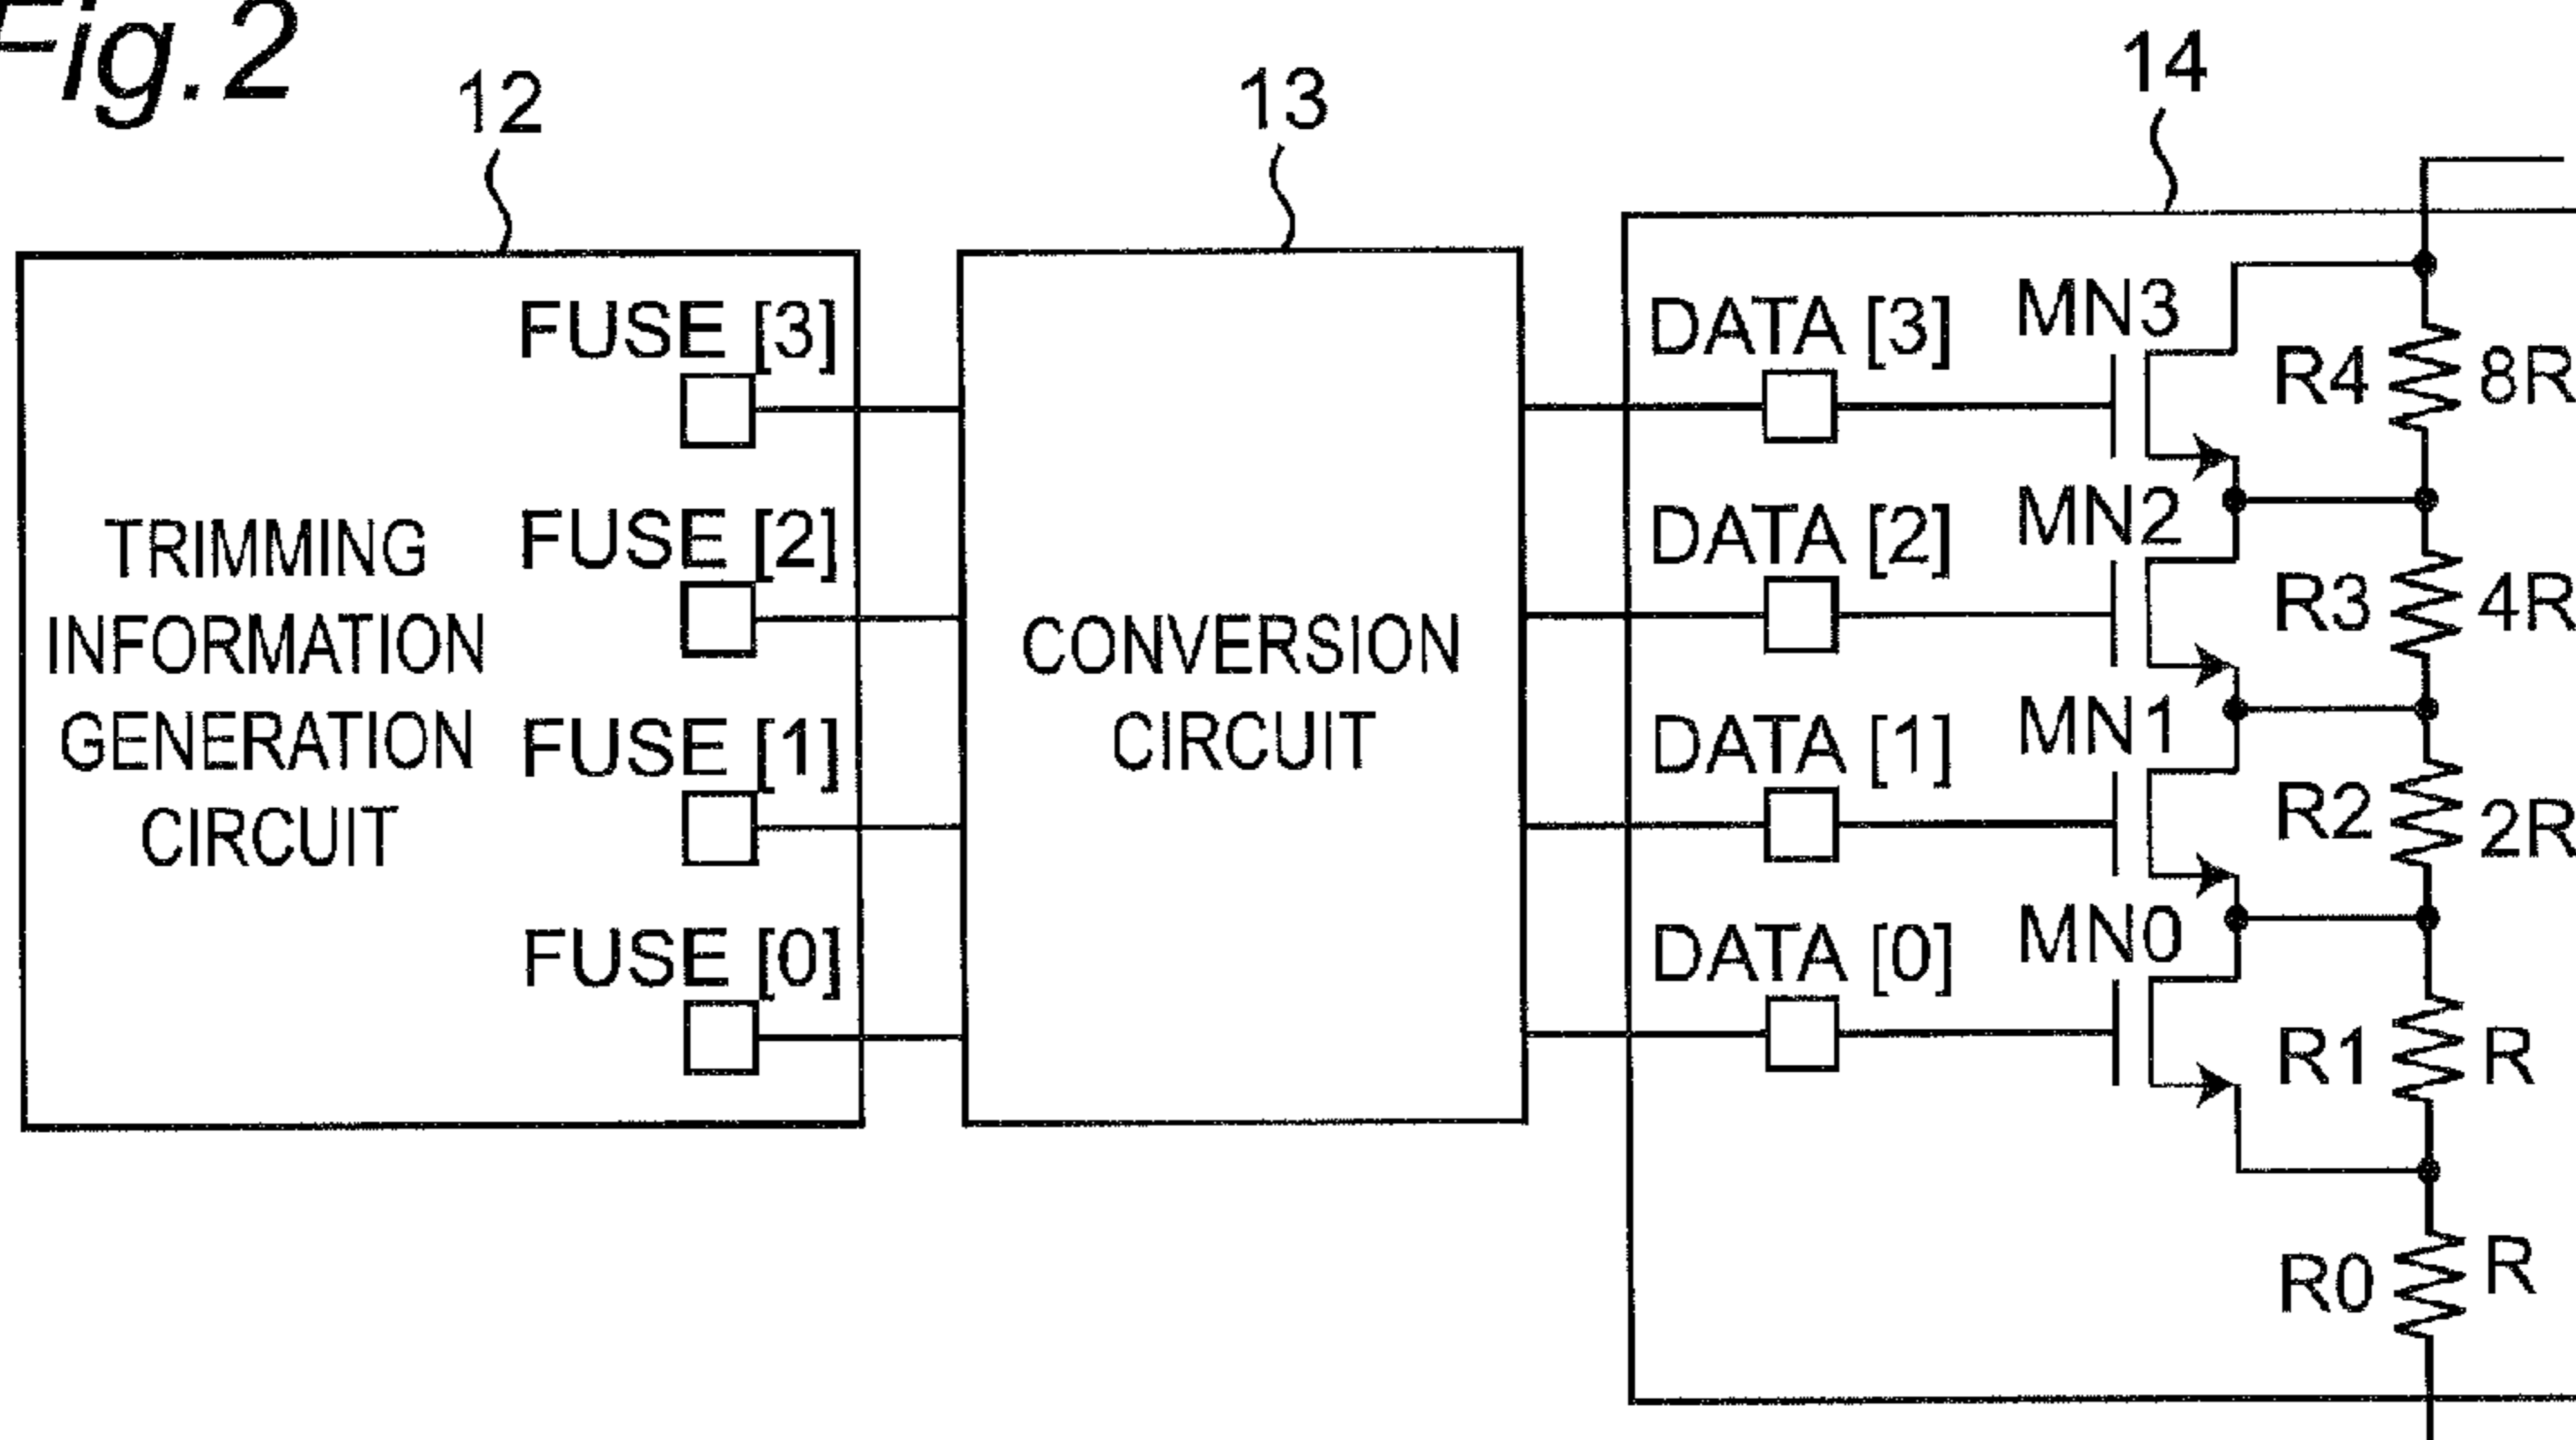 Fig.2
12
13
14
TRIMMING
INFORMATION
GENERATION
CIRCUIT
FUSE [3]
FUSE [2]
FUSE [1]
FUSE [0]
CONVERSION
CIRCUIT
DATA [3]
DATA [2]
DATA [1]
DATA [0]
MN3
MN2
MN1
MN0
R4 8R
R3 4R
R2 2R
R1 R
R0 R